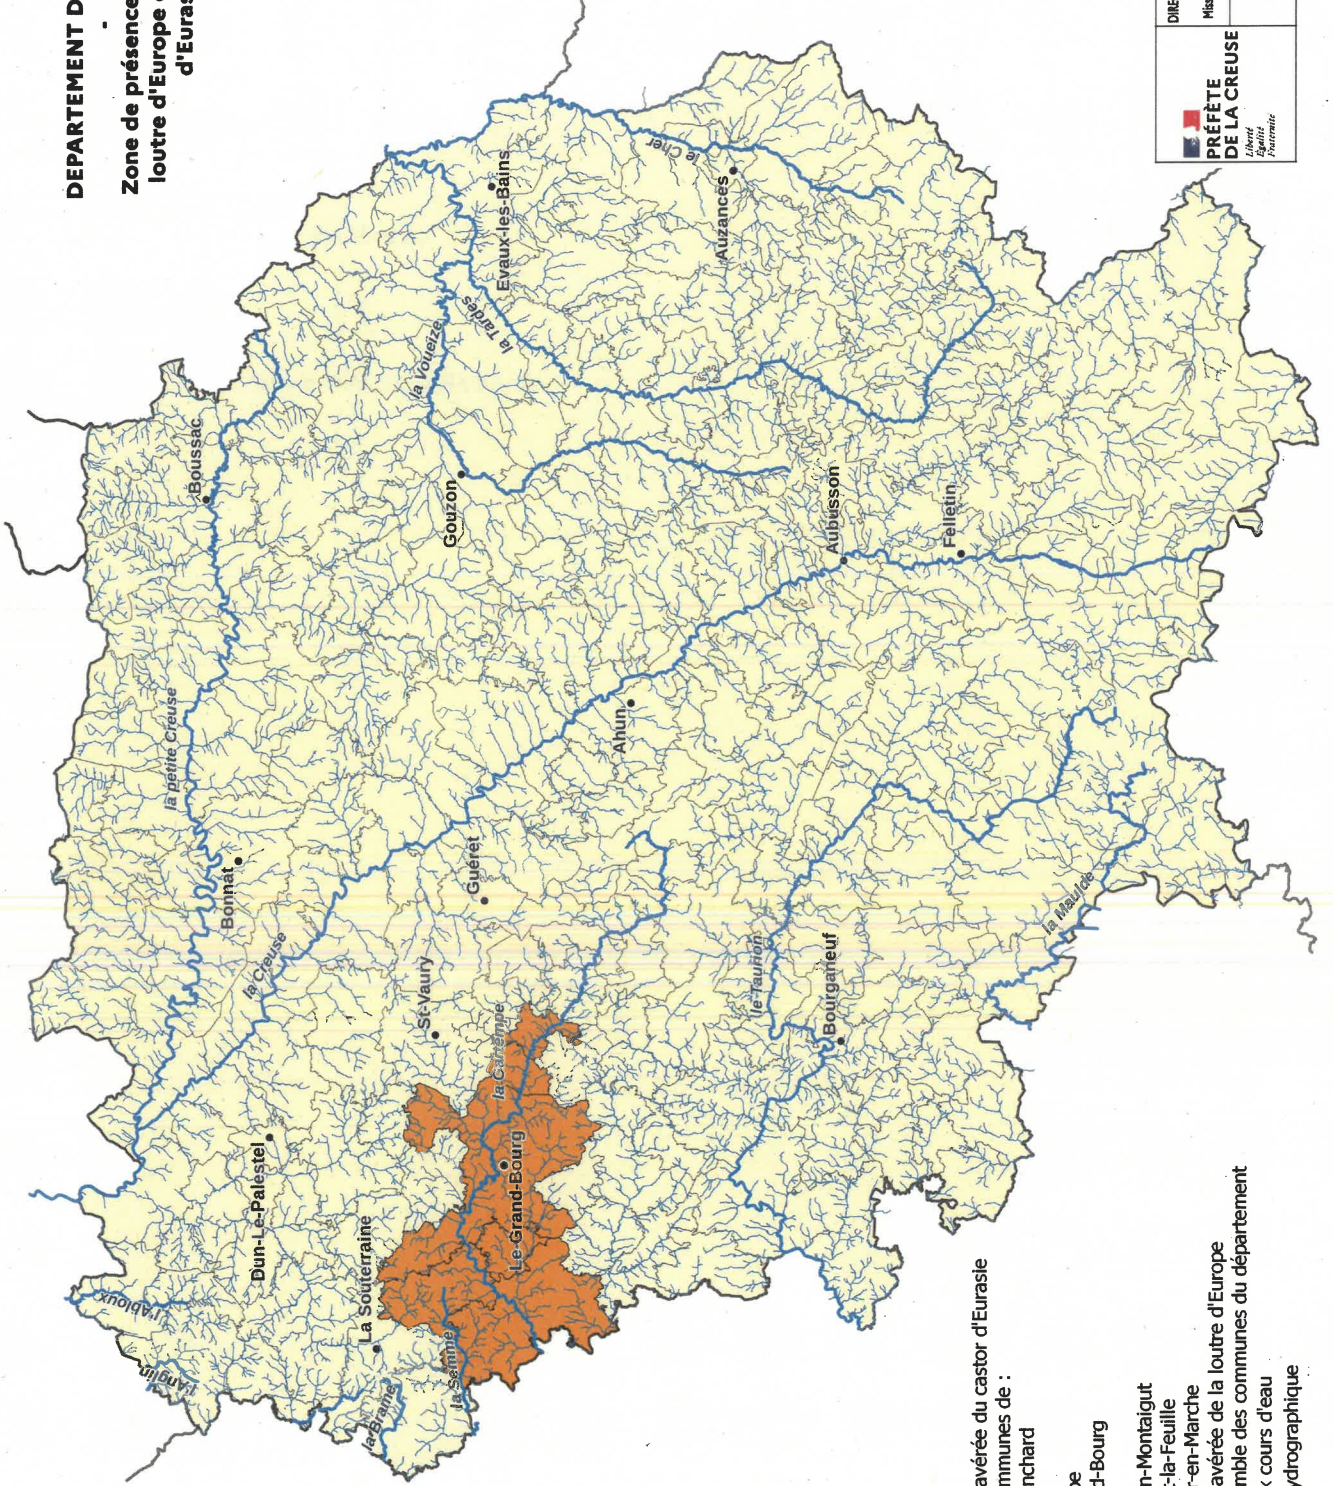 DEPARTEMENT D
-
Zone de présence
loutre d'Europe
d'Euras
la petite Creuse
Boussac
Bonnat
la Creuse
Dun-Le-Palestel
l'Abloux
l'Anglin
La Souterraine
la Brame
la Semme
St-Vaury
Guéret
la Gartempe
Le-Grand-Bourg
Gouzon
la Voueize
la Tardes
Evaux-les-Bains
le Cher
Auzances
Ahun
Aubusson
Felletin
le Taurion
Bourganeuf
la Maulde
avérée du castor d'Eurasie
mmunes de :
nchard
d-Bourg
n-Montaigut
-la-Feuille
-en-Marche
avérée de la loutre d'Europe
mble des communes du département
cours d'eau
ydrographique
PRÉFÈTE
DE LA CREUSE
Liberté
Égalité
Fraternité
DIRE
Miss